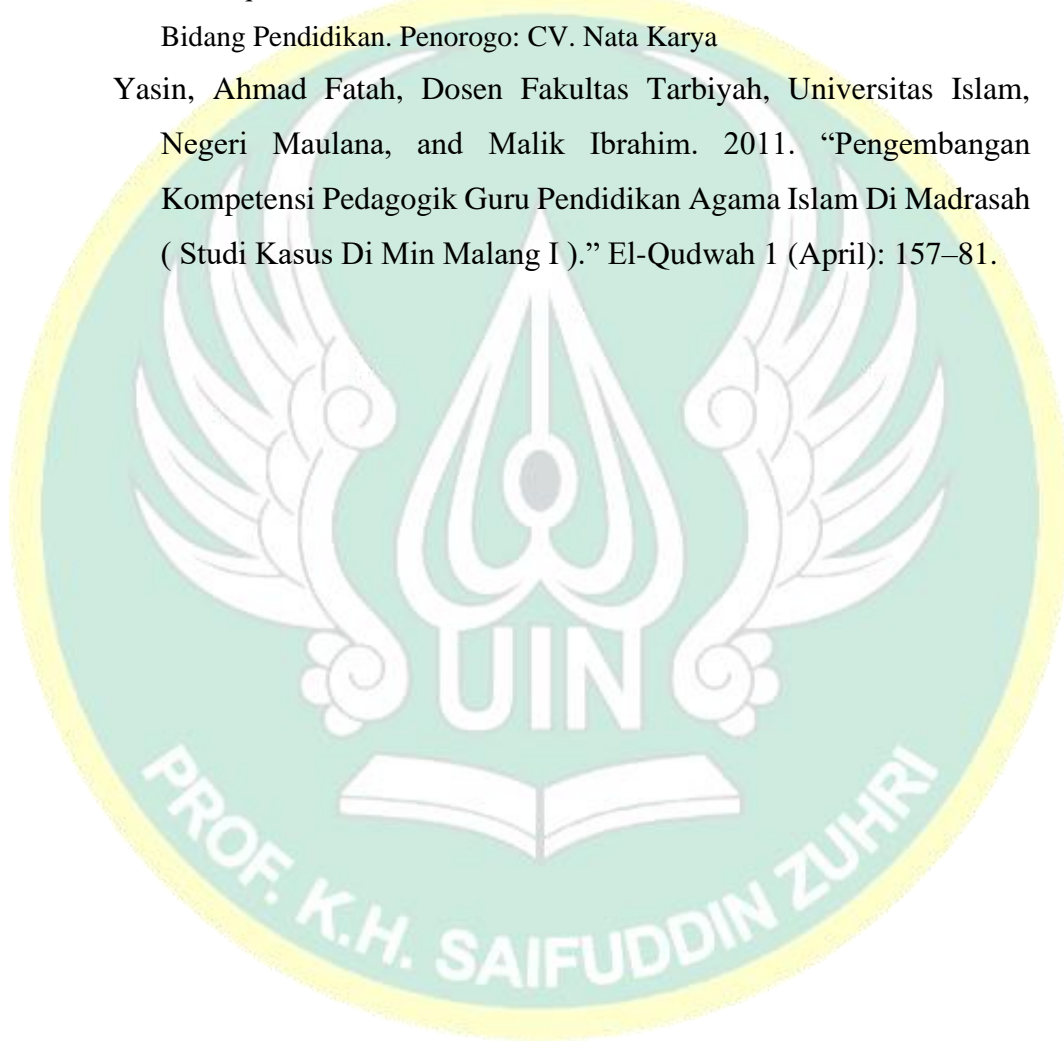 Bidang Pendidikan. Penorogo: CV. Nata Karya
Yasin, Ahmad Fatah, Dosen Fakultas Tarbiyah, Universitas Islam,
Negeri Maulana, and Malik Ibrahim. 2011. “Pengembangan
Kompetensi Pedagogik Guru Pendidikan Agama Islam Di Madrasah
( Studi Kasus Di Min Malang I ).” El-Qudwah 1 (April): 157–81.
UIN
PROF. K.H. SAIFUDDIN ZUHRI